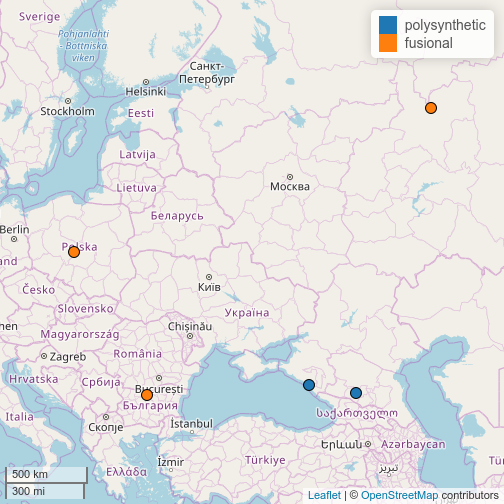 polysynthetic
fusional
Sverige
Pohjanlahti
- Bottniska
viken
Санкт-
Петербург
Helsinki
Stockholm
Eesti
Latvija
Москва
Lietuva
Беларусь
Berlin
Polska
Česko
Київ
Slovensko
Україна
Magyarország
Chișinău
Zagreb
România
Hrvatska
Србија
București
България
Italia
Скопје
İstanbul
საქართველო
Երևան
Azərbaycan
Ελλάδα
İzmir
Türkiye
تبریز
500 km
300 mi
Leaflet | © OpenStreetMap contributors